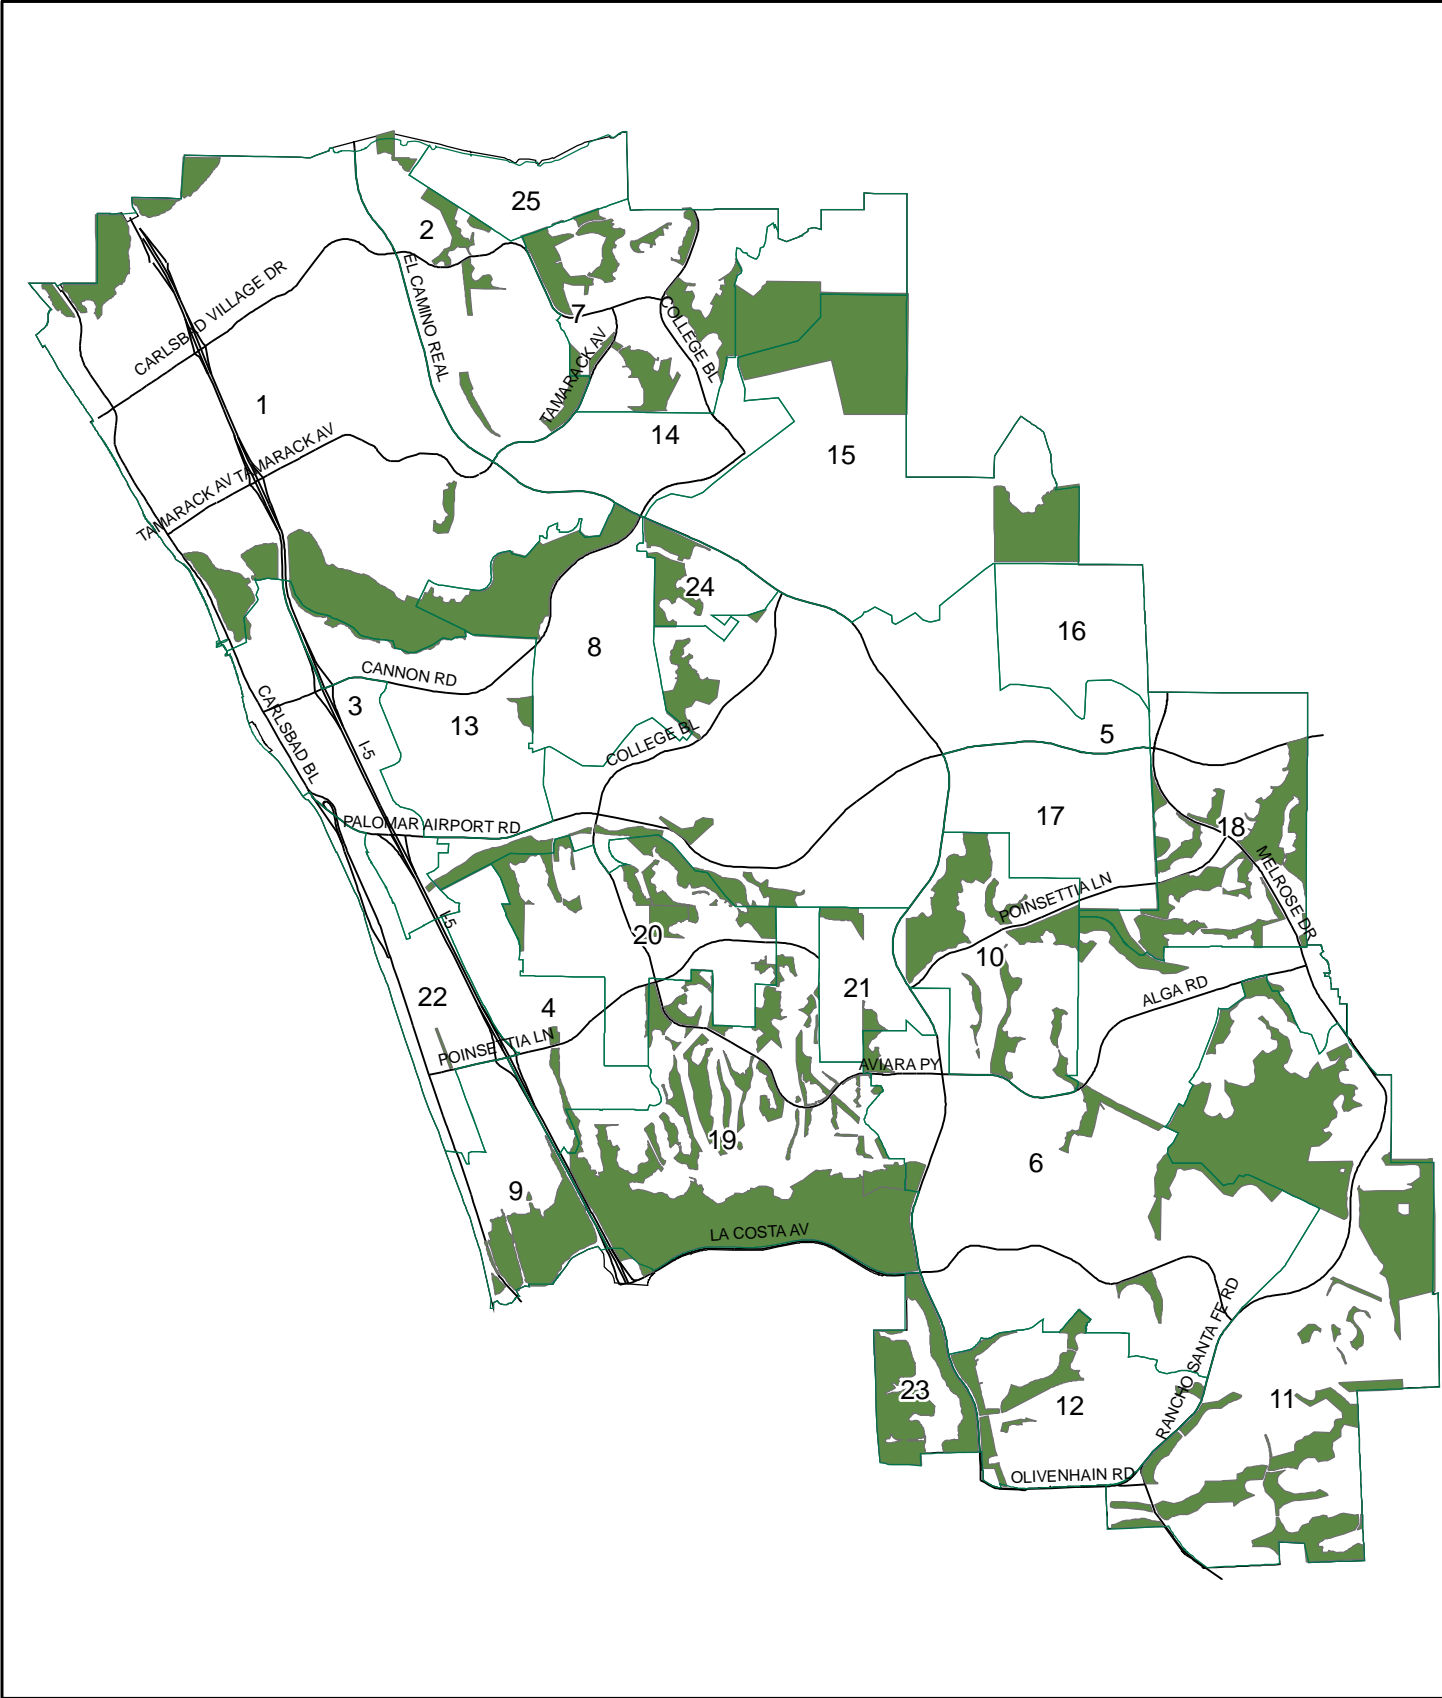 25
2
EL CAMINO REAL
CARLSBAD VILLAGE DR
7
COLLEGE BL
TAMARACK AV
1
14
TAMARACK AV
TAMARACK AV
15
24
16
8
CANNON RD
3
13
CARLSBAD BL
I-5
5
COLLEGE BL
PALOMAR AIRPORT RD
17
18
MELROSE DR
POINSETTIA LN
I-5
20
10
21
22
4
ALGA RD
POINSETTIA LN
AVIARA PY
19
6
9
LA COSTA AV
RANCHO SANTA FE RD
23
12
11
OLIVENHAIN RD